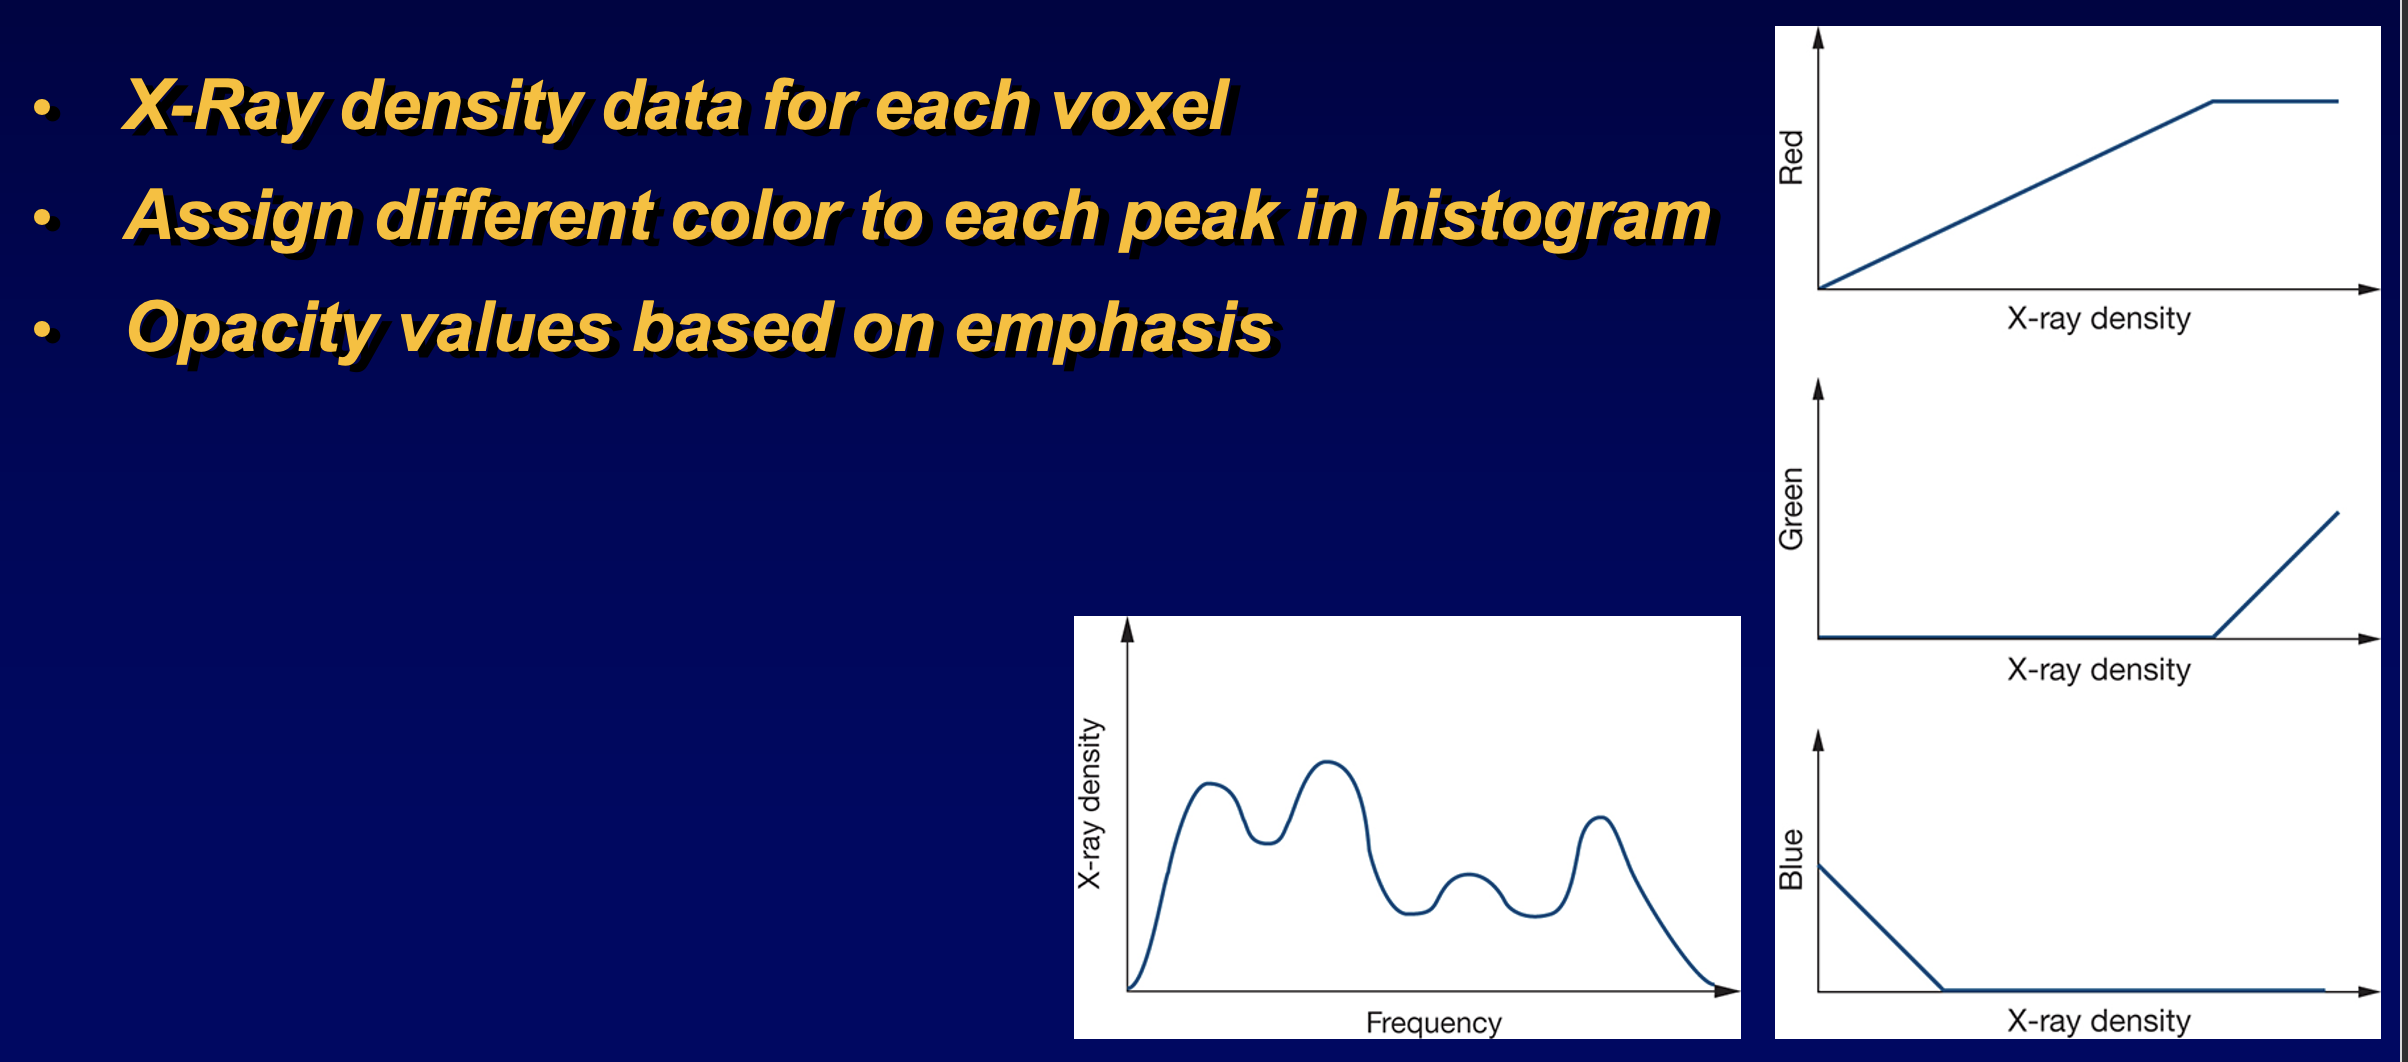 • X-Ray density data for each voxel
• Assign different color to each peak in histogram
• Opacity values based on emphasis
Red
X-ray density
Green
X-ray density
Blue
X-ray density
X-ray density
Frequency